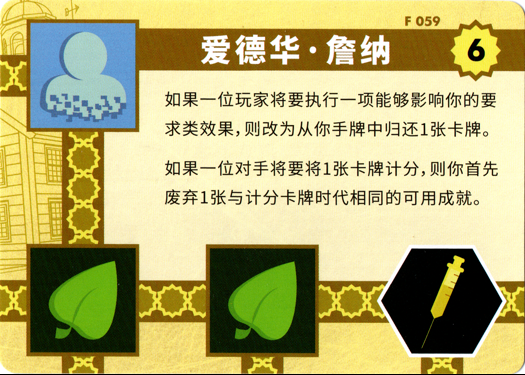 F 059
爱德华·詹纳
6
如果一位玩家将要执行一项能够影响你的要
求类效果，则改为从你手牌中归还1张卡牌。
如果一位对手将要将1张卡牌计分，则你首先
废弃1张与计分卡牌时代相同的可用成就。